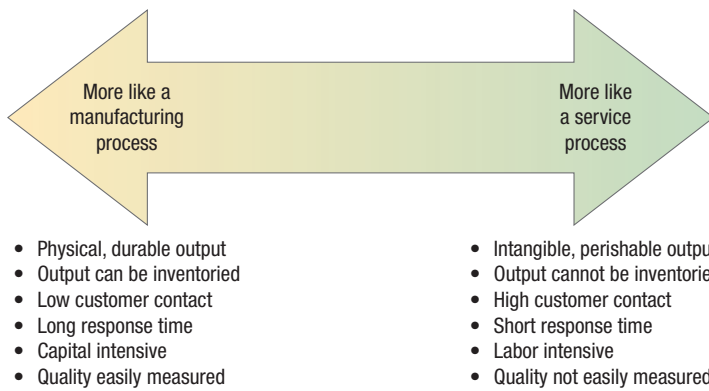 More like a
manufacturing
process
More like
a service
process
• Physical, durable output
• Output can be inventoried
• Low customer contact
• Long response time
• Capital intensive
• Quality easily measured
• Intangible, perishable outpu
• Output cannot be inventorie
• High customer contact
• Short response time
• Labor intensive
• Quality not easily measured